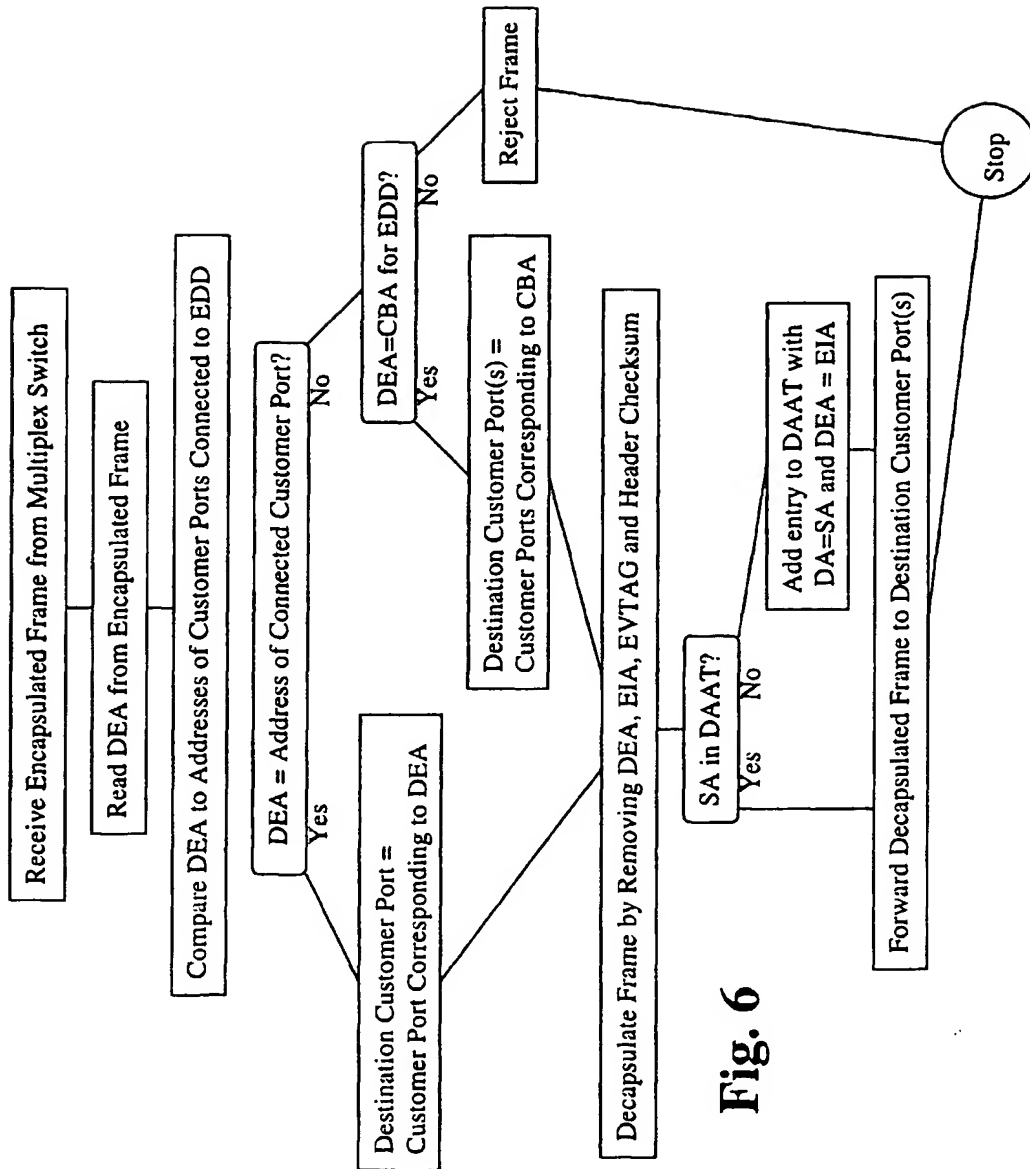 Receive Encapsulated Frame from Multiplex Switch
Read DEA from Encapsulated Frame
Compare DEA to Addresses of Customer Ports Connected to EDD
DEA = Address of Connected Customer Port?
Yes
No
DEA=CBA for EDD?
Yes
No
Destination Customer Port =
Customer Port Corresponding to DEA
Destination Customer Port(s) =
Customer Ports Corresponding to CBA
Reject Frame
Decapsulate Frame by Removing DEA, EIA, EVTAG and Header Checksum
SA in DAAT?
Yes
No
Add entry to DAAT with
DA=SA and DEA = EIA
Forward Decapsulated Frame to Destination Customer Port(s)
Stop
Fig. 6